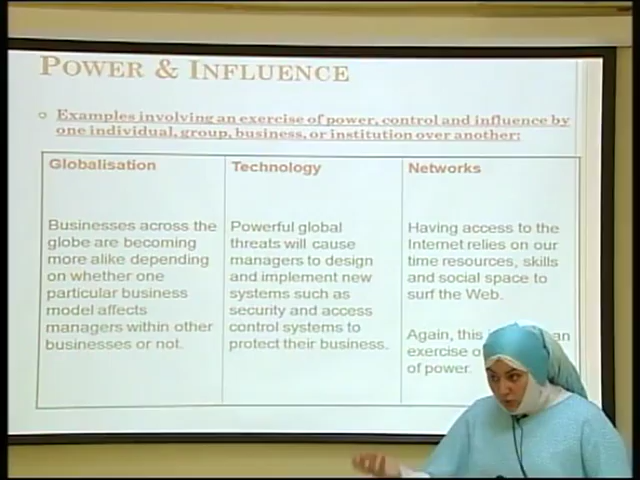 POWER & INFLUENCE
Examples involving an exercise of power, control and influence by
one individual, group, business, or institution over another:
Globalisation
Businesses across the
globe are becoming
more alike depending
on whether one
particular business
model affects
managers within other
businesses or not.
Technology
Powerful global
threats will cause
managers to design
and implement new
systems such as
security and access
control systems to
protect their business.
Networks
Having access to the
Internet relies on our
time resources, skills
and social space to
surf the Web.
Again, this an
exercise
of power.